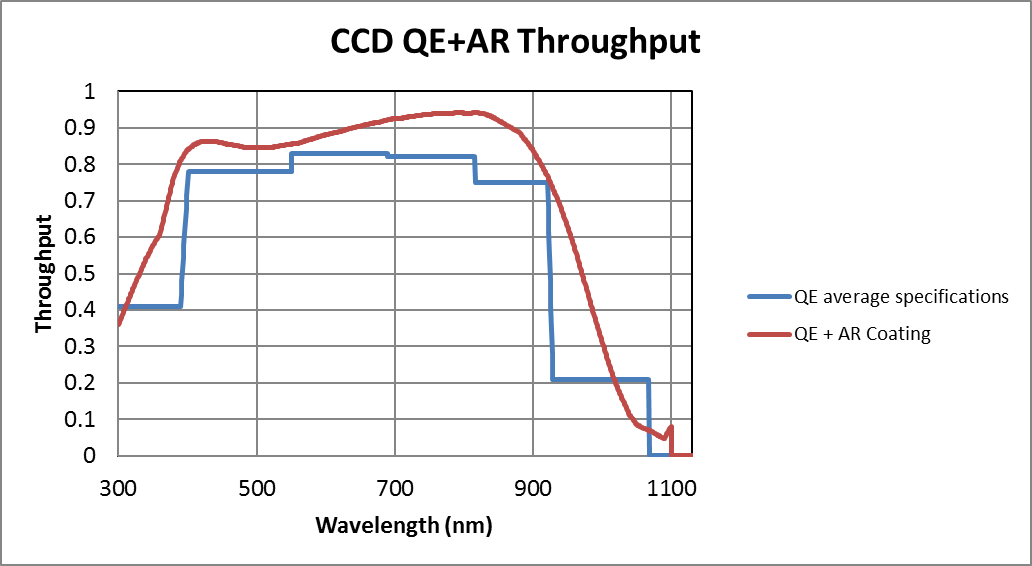 CCD QE+AR Throughput
1
0.9
0.8
0.7
0.6
0.5
0.4
0.3
0.2
0.1
0
Throughput
300 500 700 900 1100
Wavelength (nm)
QE average specifications
QE + AR Coating